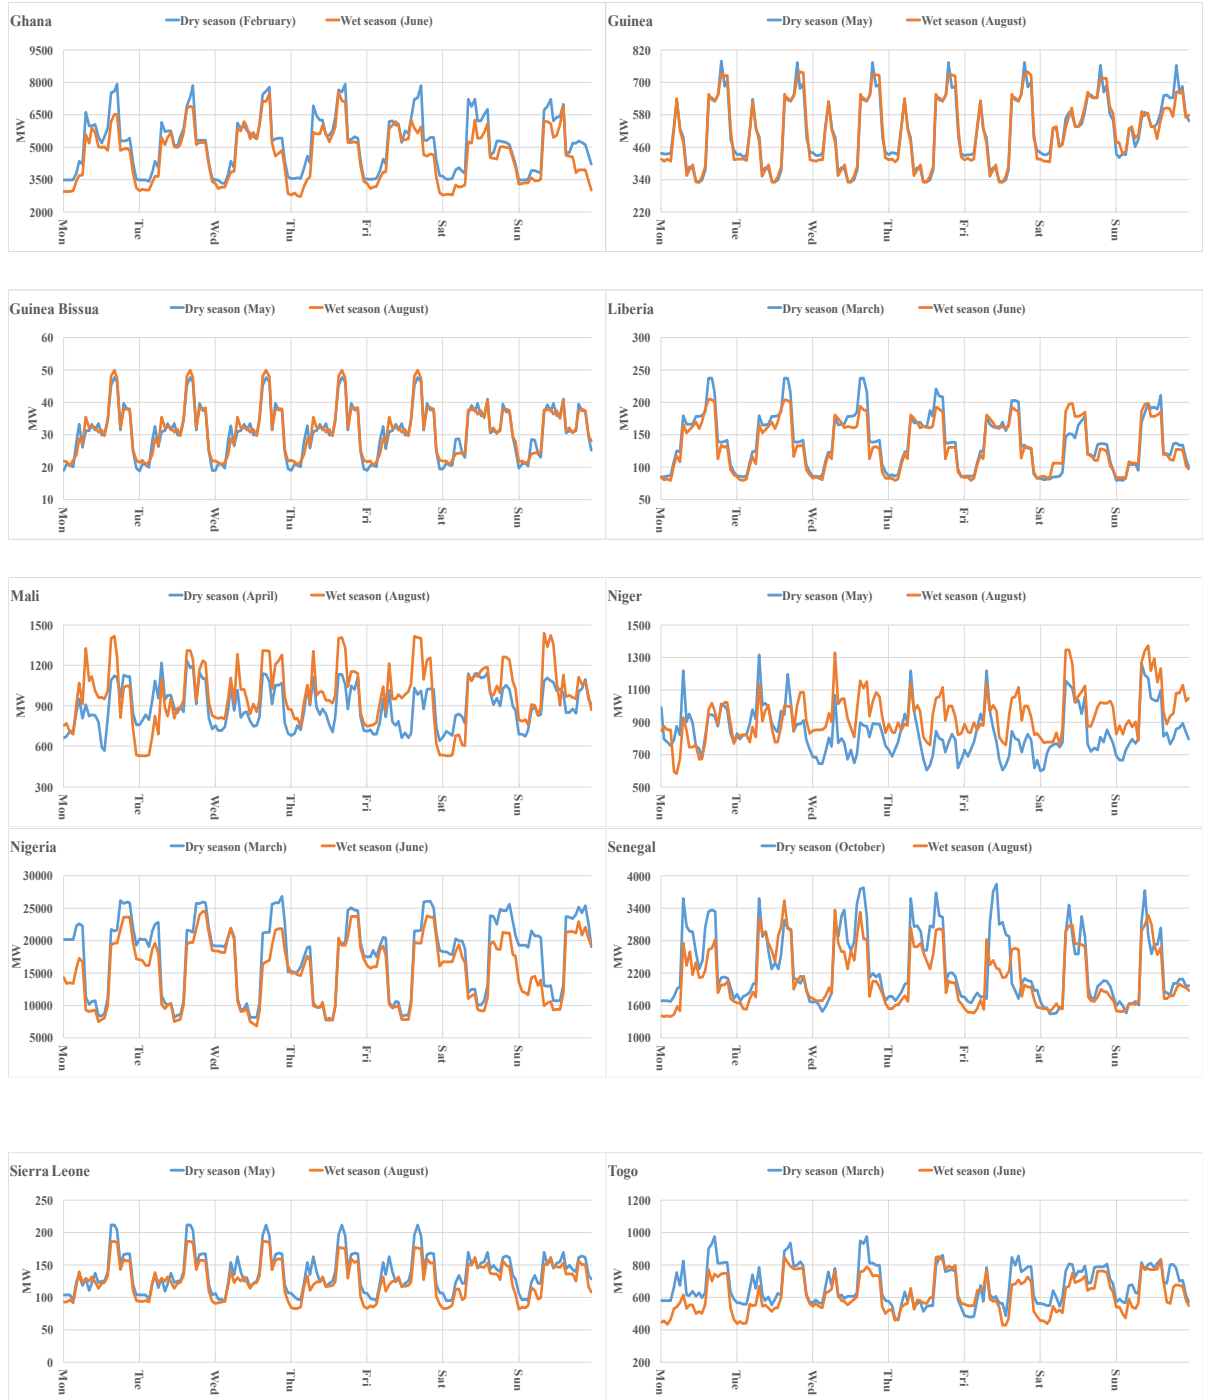 Ghana Dry season (February) Wet season (June)
9500
8000
6500
5000
3500
2000
MW
Mon Tue Wed Thu Fri Sat Sun
Guinea Dry season (May) Wet season (August)
820
700
580
460
340
220
MW
Mon Tue Wed Thu Fri Sat Sun
Guinea Bissua Dry season (May) Wet season (August)
60
50
40
30
20
10
MW
Mon Tue Wed Thu Fri Sat Sun
Liberia Dry season (March) Wet season (June)
300
250
200
150
100
50
MW
Mon Tue Wed Thu Fri Sat Sun
Mali Dry season (April) Wet season (August)
1500
1200
900
600
300
MW
Mon Tue Wed Thu Fri Sat Sun
Niger Dry season (May) Wet season (August)
1500
1300
1100
900
700
500
MW
Mon Tue Wed Thu Fri Sat Sun
Nigeria Dry season (March) Wet season (June)
30000
25000
20000
15000
10000
5000
MW
Mon Tue Wed Thu Fri Sat Sun
Senegal Dry season (October) Wet season (August)
4000
3400
2800
2200
1600
1000
MW
Mon Tue Wed Thu Fri Sat Sun
Sierra Leone Dry season (May) Wet season (August)
250
200
150
100
50
0
MW
Mon Tue Wed Thu Fri Sat Sun
Togo Dry season (March) Wet season (June)
1200
1000
800
600
400
200
MW
Mon Tue Wed Thu Fri Sat Sun